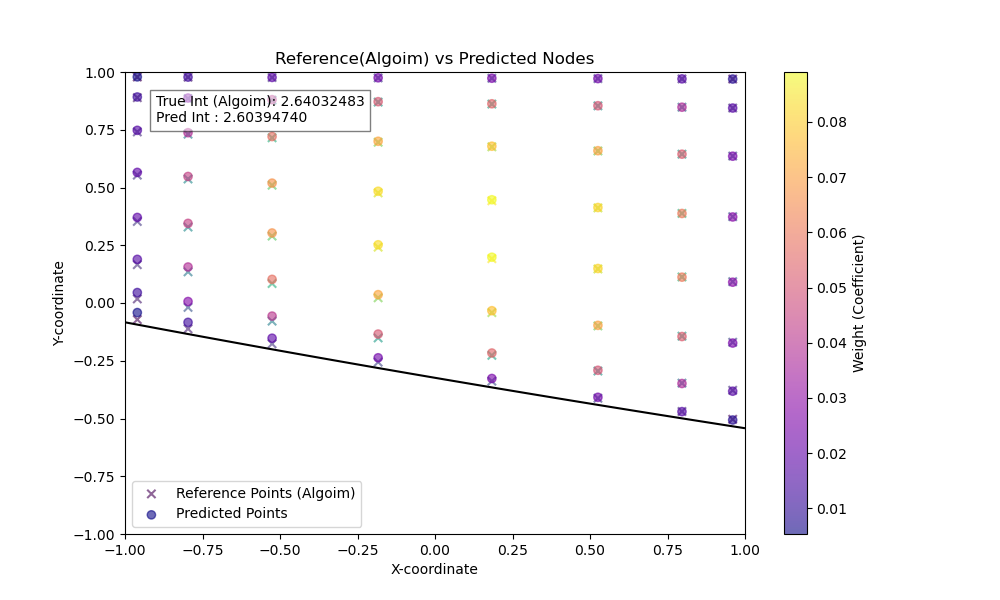 Reference(Algoim) vs Predicted Nodes
True Int (Algoim): 2.64032483
Pred Int : 2.60394740
1.00
0.75
0.50
0.25
0.00
−0.25
−0.50
−0.75
−1.00
Y-coordinate
Reference Points (Algoim)
Predicted Points
−1.00 −0.75 −0.50 −0.25 0.00 0.25 0.50 0.75 1.00
X-coordinate
0.08
0.07
0.06
0.05
0.04
0.03
0.02
0.01
Weight (Coefficient)